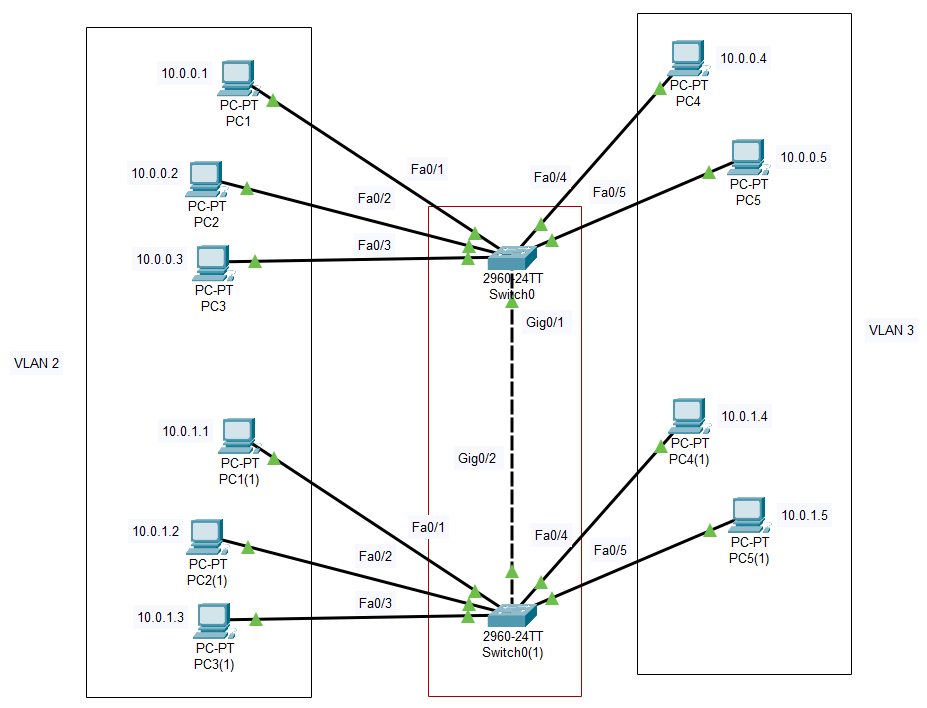 10.0.0.1
PC-PT
PC1
10.0.0.2
PC-PT
PC2
10.0.0.3
PC-PT
PC3
Fa0/1
Fa0/2
Fa0/3
10.0.0.4
PC-PT
PC4
10.0.0.5
PC-PT
PC5
Fa0/4
Fa0/5
2960-24TT
Switch0
Gig0/1
VLAN 2
VLAN 3
Gig0/2
10.0.1.1
PC-PT
PC1(1)
10.0.1.2
PC-PT
PC2(1)
10.0.1.3
PC-PT
PC3(1)
Fa0/1
Fa0/2
Fa0/3
10.0.1.4
PC-PT
PC4(1)
10.0.1.5
PC-PT
PC5(1)
Fa0/4
Fa0/5
2960-24TT
Switch0(1)